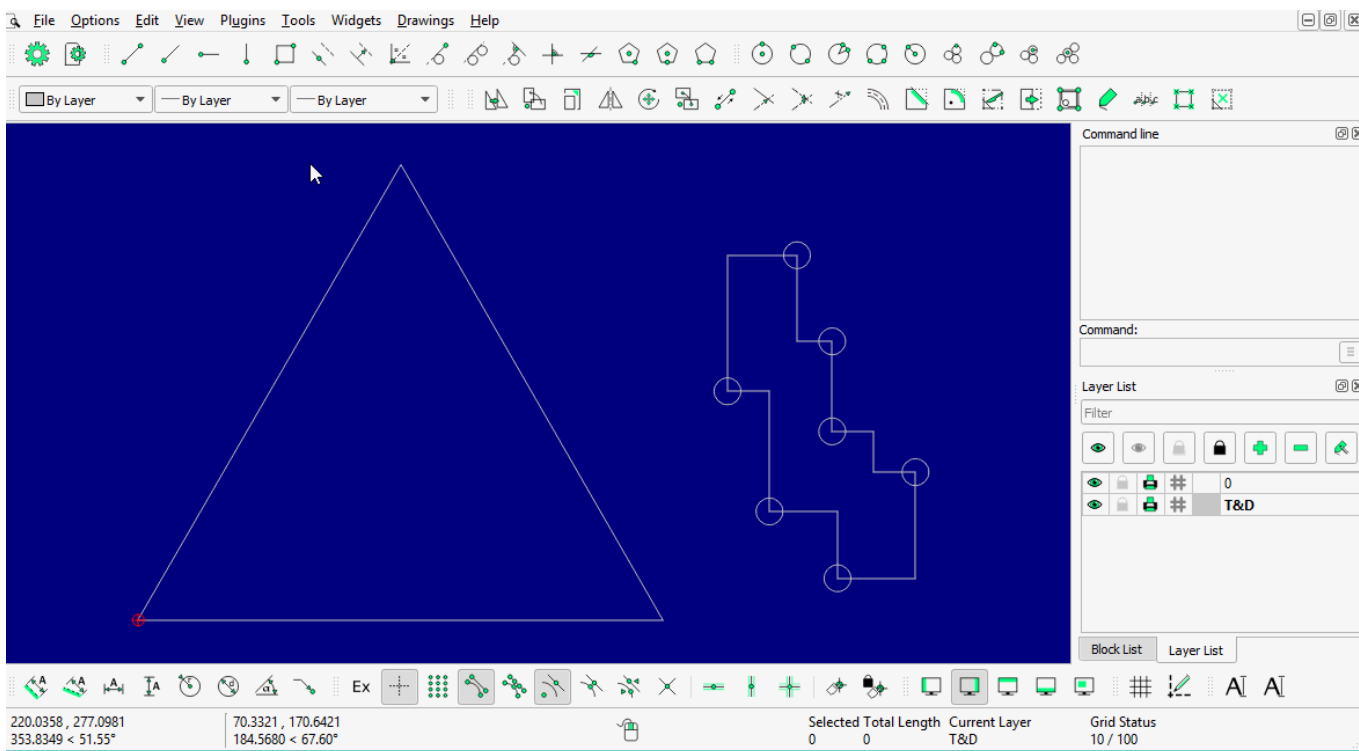 File Options Edit View Plugins Tools Widgets Drawings Help
By Layer By Layer By Layer
Command line
Command:
Layer List
Filter
0
T&D
Block List Layer List
Ex
220.0358 , 277.0981 70.3321 , 170.6421 Selected Total Length Current Layer Grid Status
353.8349 < 51.55° 184.5680 < 67.60° 0 0 T&D 10 / 100